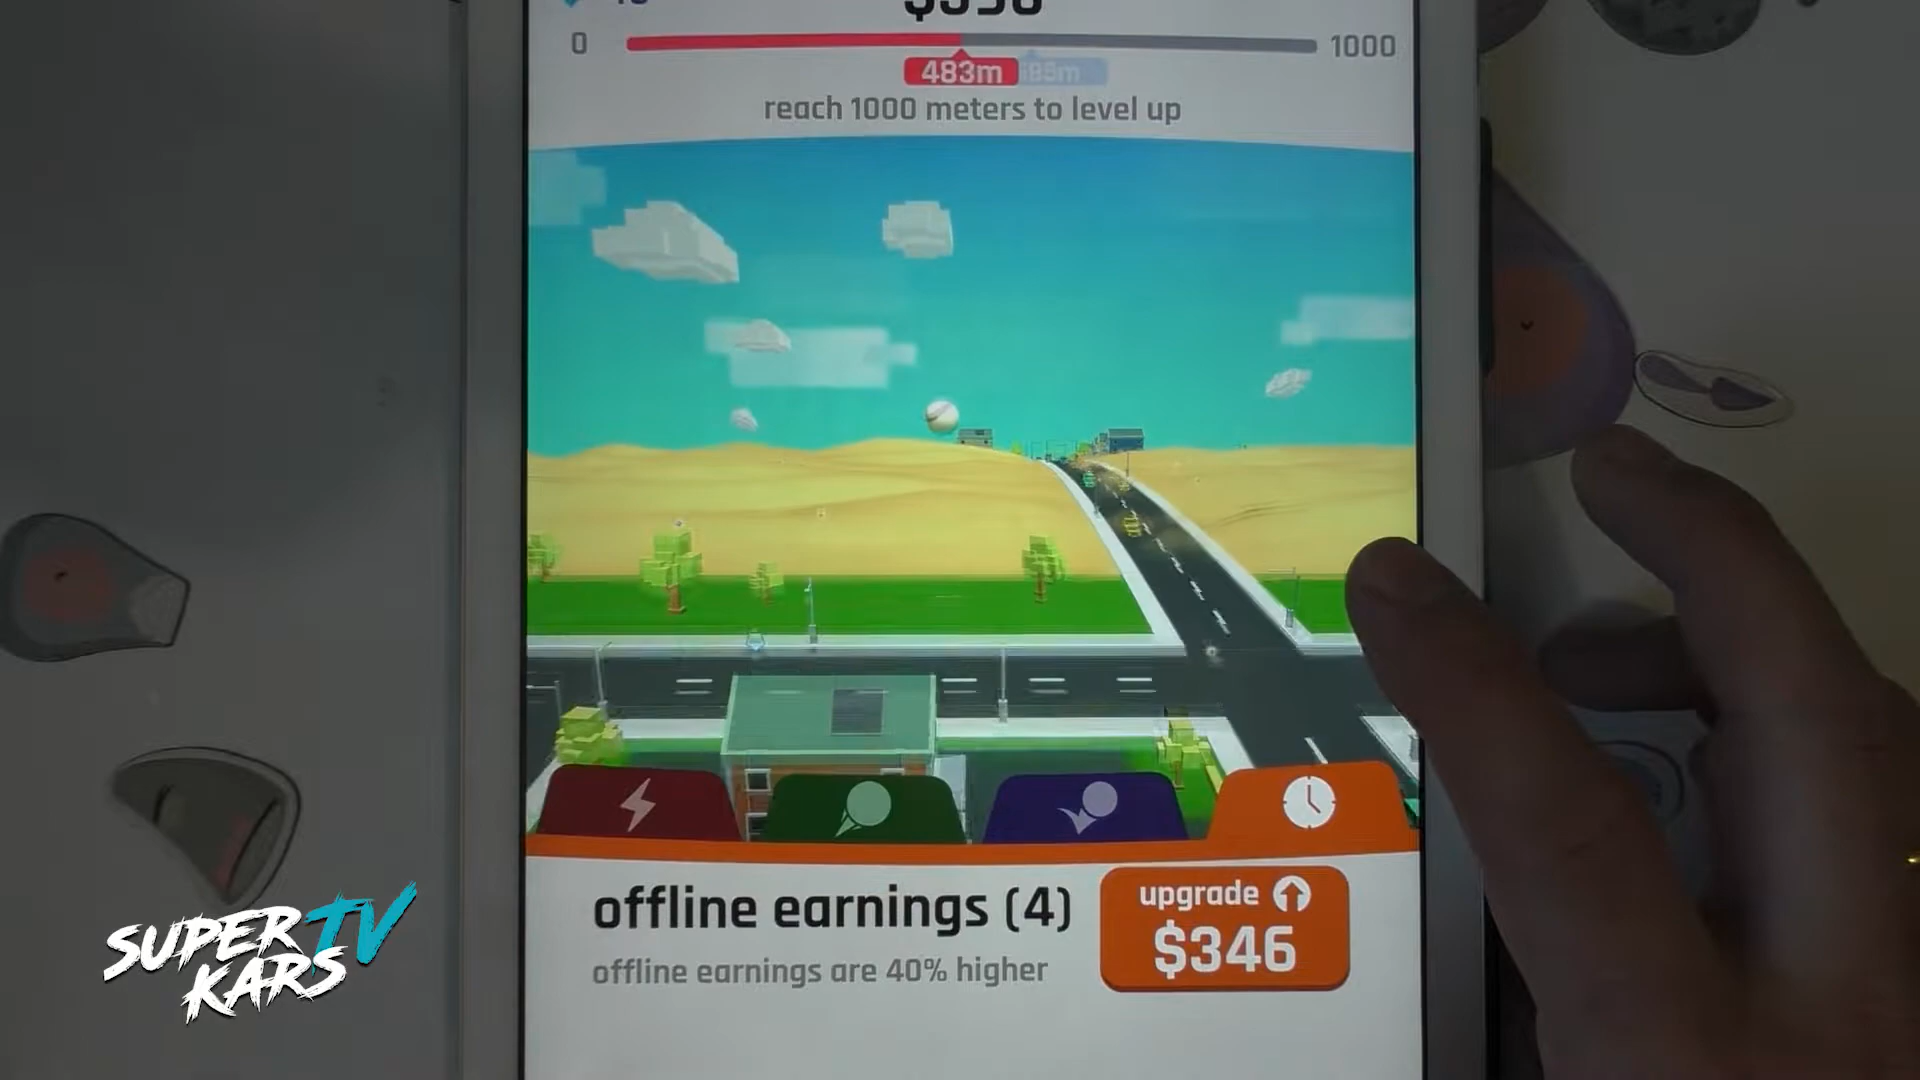 0
1000
483m
reach 1000 meters to level up
offline earnings (4)
upgrade
$346
offline earnings are 40% higher
SUPER TV
KARS